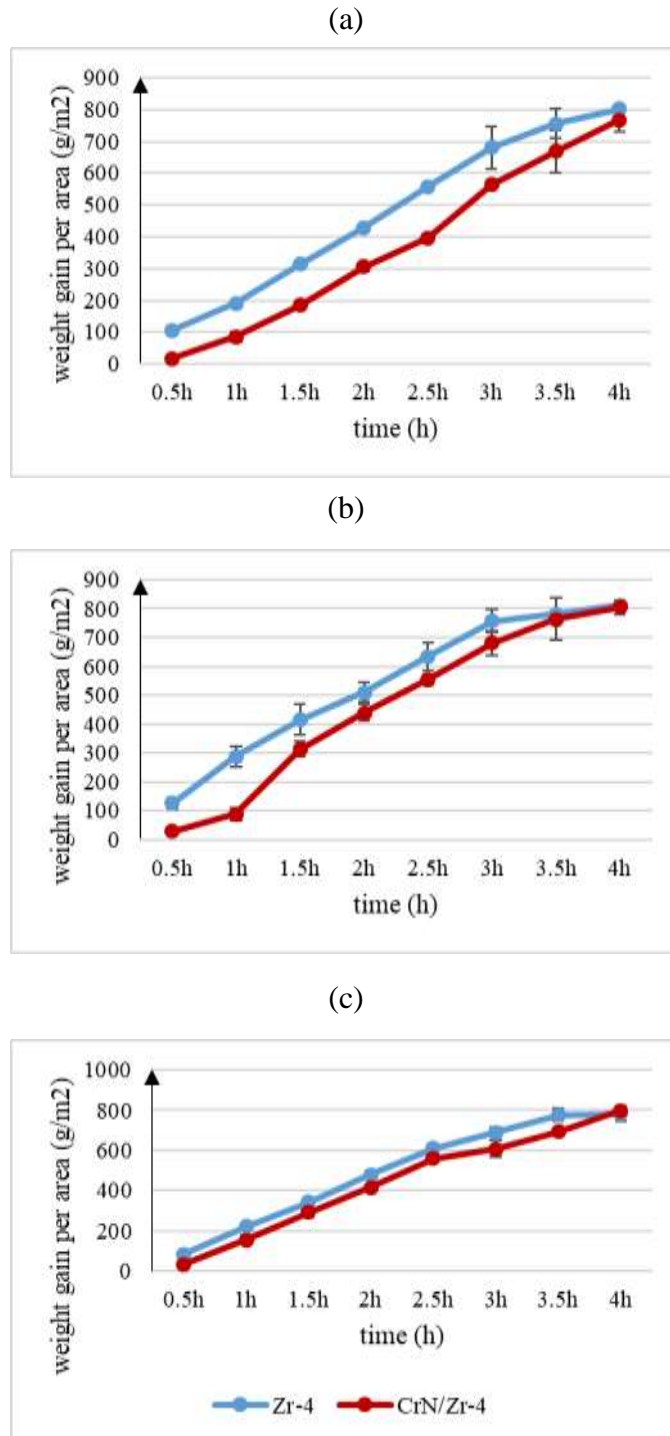 (a)
weight gain per area (g/m2)
900
800
700
600
500
400
300
200
100
0
0.5h 1h 1.5h 2h 2.5h 3h 3.5h 4h
time (h)
(b)
weight gain per area (g/m2)
900
800
700
600
500
400
300
200
100
0
0.5h 1h 1.5h 2h 2.5h 3h 3.5h 4h
time (h)
(c)
weight gain per area (g/m2)
1000
800
600
400
200
0
0.5h 1h 1.5h 2h 2.5h 3h 3.5h 4h
time (h)
Zr-4 CrN/Zr-4